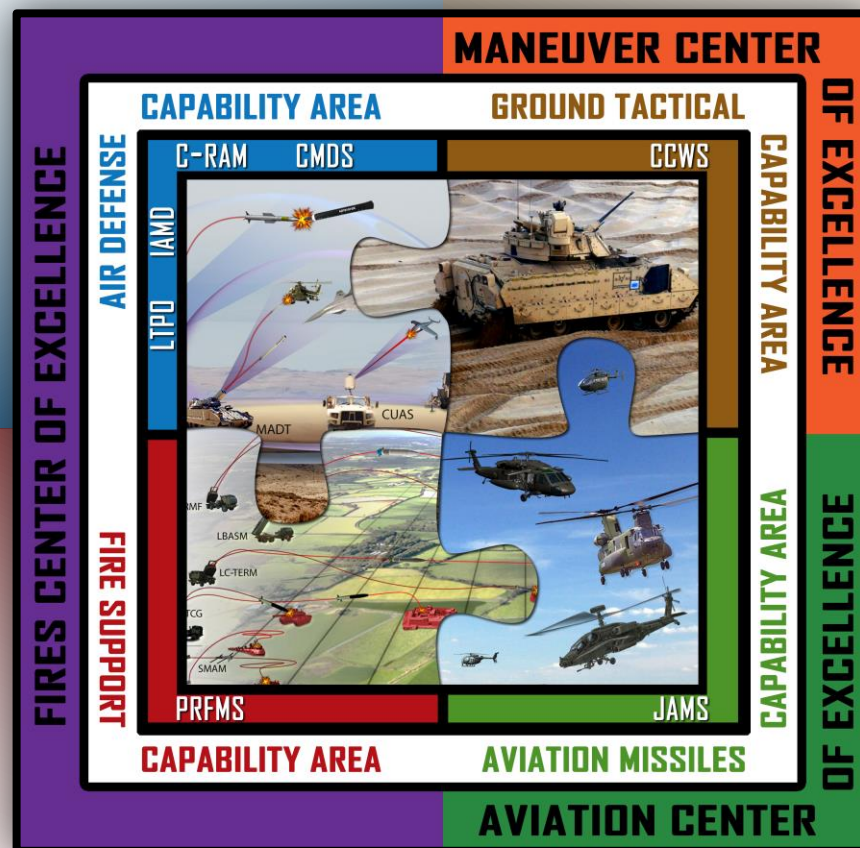 MANEUVER CENTER
OF EXCELLENCE
FIRES CENTER OF EXCELLENCE
AIR DEFENSE
CAPABILITY AREA
GROUND TACTICAL
CAPABILITY AREA
C-RAM CMDS
CCWS
LTPO IAMD
MADT
CUAS
LBASM
LC-TERM
SMAM
FIRE SUPPORT
CAPABILITY AREA
PRFMS
JAMS
AVIATION MISSILES
CAPABILITY AREA
AVIATION CENTER
OF EXCELLENCE